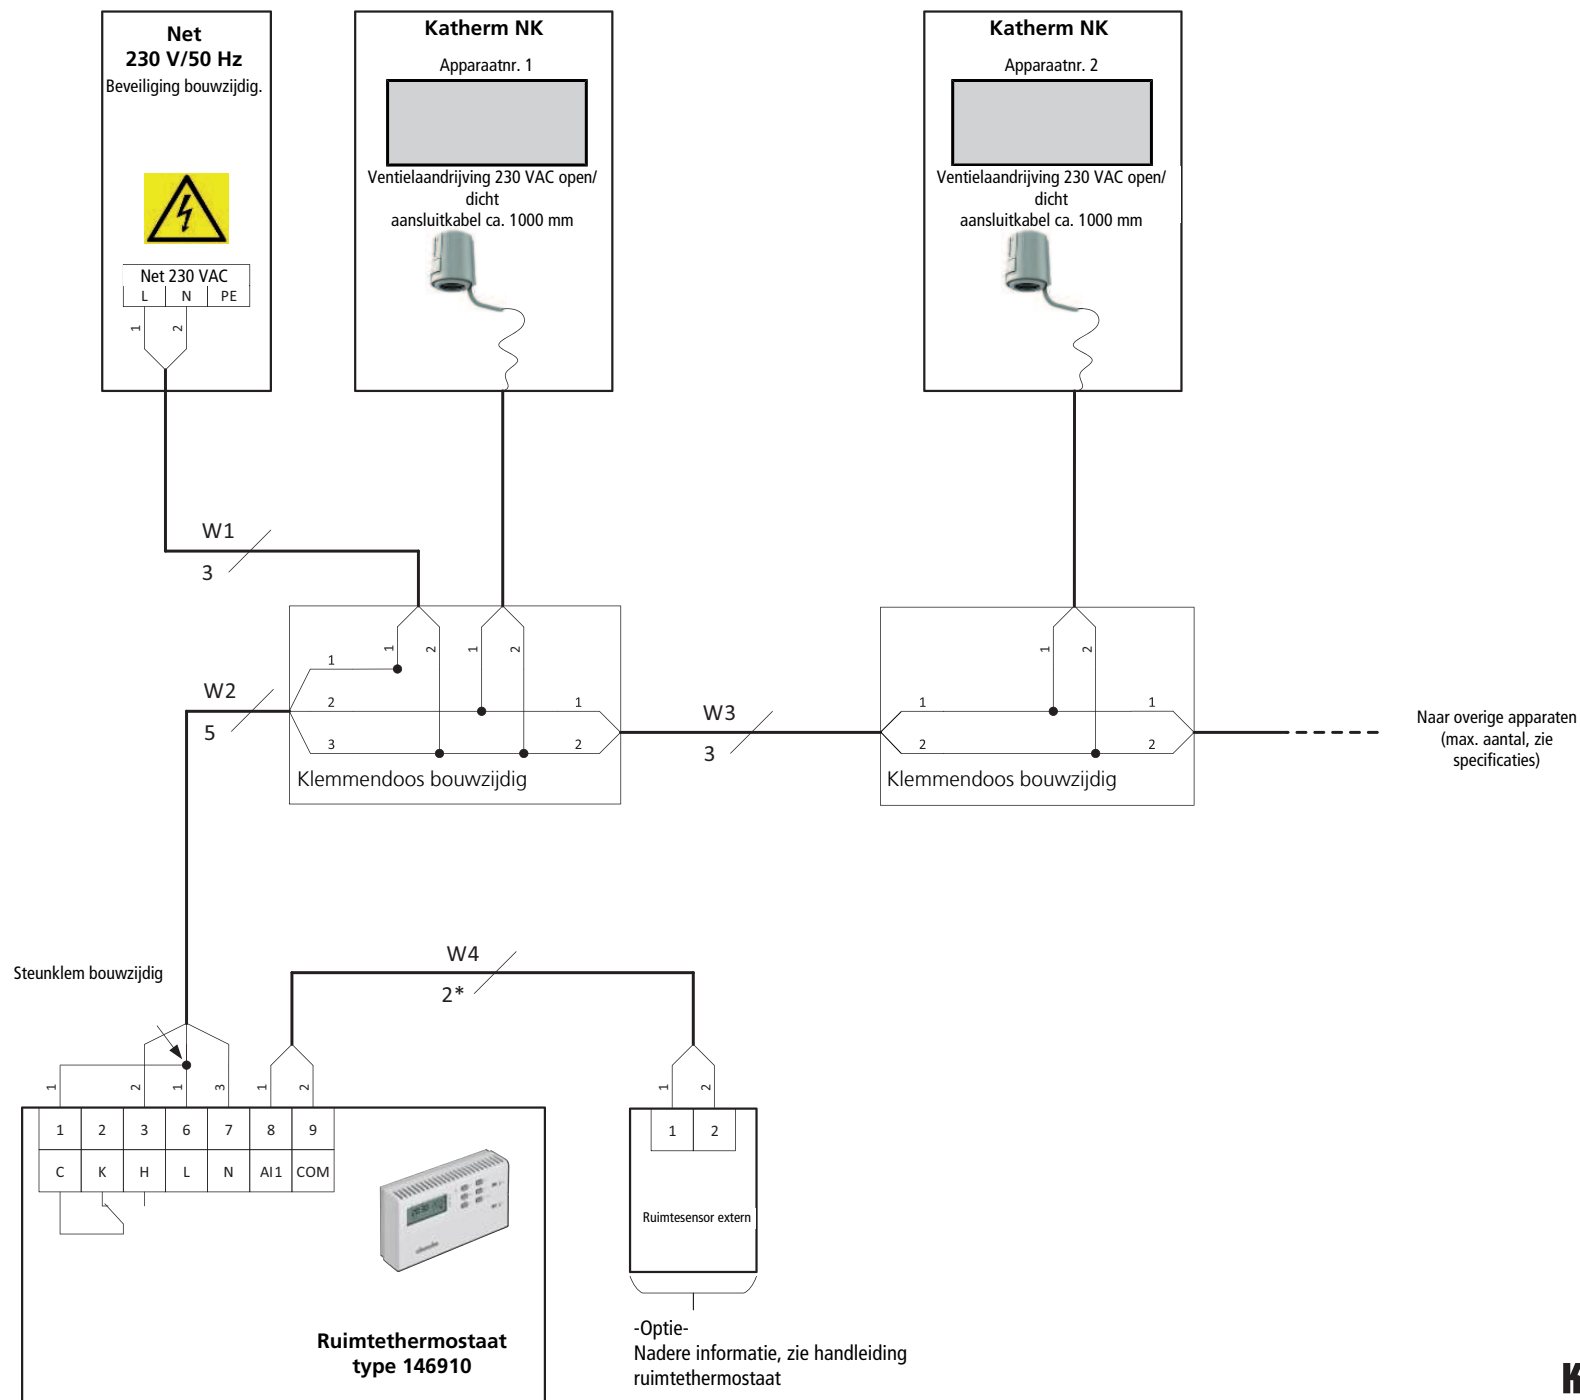 Net
230 V/50 Hz
Beveiliging bouwzijdig.
Net 230 VAC
L N PE
1 2
Katherm NK
Apparaatnr. 1
Ventielaandrijving 230 VAC open/
dicht
aansluitkabel ca. 1000 mm
Katherm NK
Apparaatnr. 2
Ventielaandrijving 230 VAC open/
dicht
aansluitkabel ca. 1000 mm
W1
3
1 2 1 2
1
2 1
3 2
Klemmendoos bouwzijdig
W2
5
W3
3
1 2
1 1
2 2
Klemmendoos bouwzijdig
Naar overige apparaten
(max. aantal, zie
specificaties)
Steunklem bouwzijdig
W4
2*
1 2 1 3 1 2
1 2 3 6 7 8 9
C K H L N AI1 COM
Ruimtethermostaat
type 146910
1 2
1 2
Ruimtesensor extern
-Optie-
Nadere informatie, zie handleiding
ruimtethermostaat
K